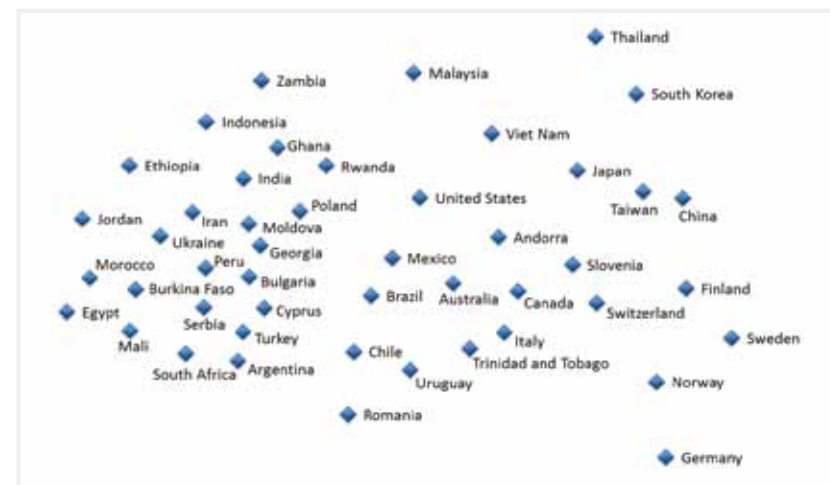 Thailand
Malaysia
Zambia
South Korea
Indonesia
Viet Nam
Ghana
Ethiopia
Rwanda
Japan
India
United States
Poland
Taiwan
China
Jordan
Iran
Moldova
Ukraine
Andorra
Georgia
Mexico
Morocco
Peru
Slovenia
Bulgaria
Burkina Faso
Brazil
Australia
Canada
Finland
Egypt
Serbia
Cyprus
Switzerland
Mali
Turkey
Italy
Sweden
South Africa
Argentina
Chile
Trinidad and Tobago
Uruguay
Norway
Romania
Germany